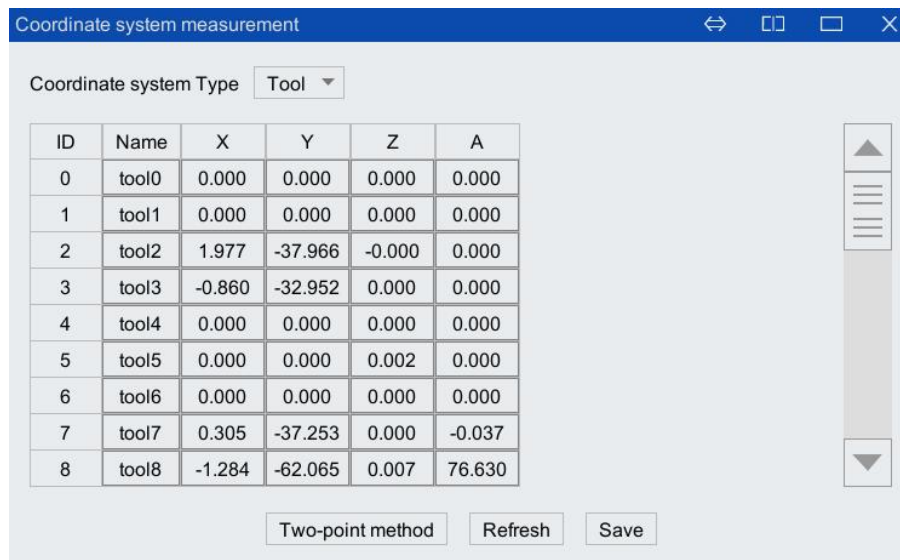 Coordinate system measurement
Coordinate system Type Tool
ID Name X Y Z A
0 tool0 0.000 0.000 0.000 0.000
1 tool1 0.000 0.000 0.000 0.000
2 tool2 1.977 -37.966 -0.000 0.000
3 tool3 -0.860 -32.952 0.000 0.000
4 tool4 0.000 0.000 0.000 0.000
5 tool5 0.000 0.000 0.002 0.000
6 tool6 0.000 0.000 0.000 0.000
7 tool7 0.305 -37.253 0.000 -0.037
8 tool8 -1.284 -62.065 0.007 76.630
Two-point method Refresh Save